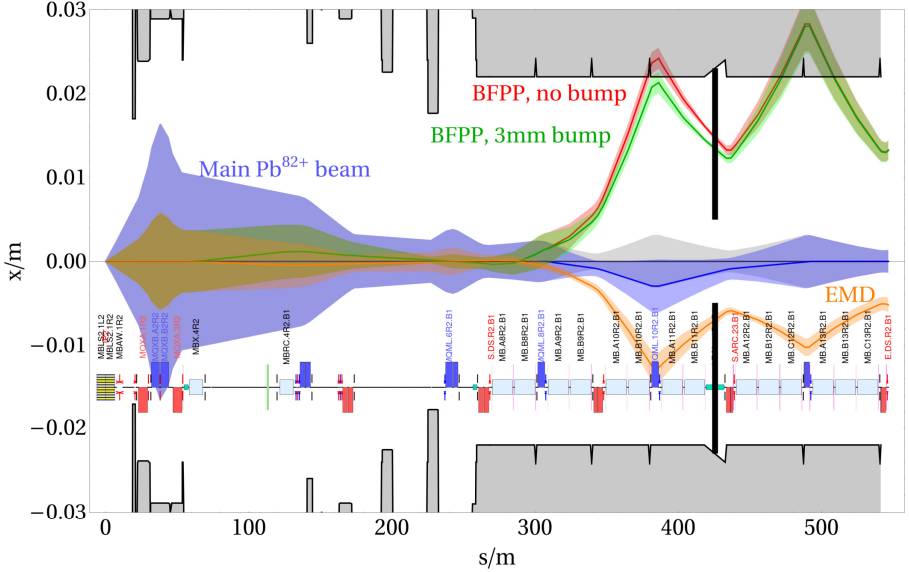 0.03
0.02
0.01
0.00
-0.01
-0.02
-0.03
x/m
BFPP, no bump
BFPP, 3mm bump
Main Pb82+ beam
EMD
MBLS2.1L2
MBLS2.1R2
MBAW.1R2
MQXA.1R2
MQXB.A2R2
MQXB.B2R2
MQXA.3R2
MBX.4R2
MBRC.4R2.B1
MQML.6R2.B1
S.DS.R2.B1
MB.A8R2.B1
MB.B8R2.B1
MQML.8R2.B1
MB.A9R2.B1
MB.B9R2.B1
MB.A10R2.B1
MB.B10R2.B1
MQML.10R2.B1
MB.A11R2.B1
MB.B11R2.B1
S.ARC.23.B1
MB.A12R2.B1
MB.B12R2.B1
MB.C12R2.B1
MB.A13R2.B1
MB.B13R2.B1
MB.C13R2.B1
E.DS.R2.B1
0
100
200
300
400
500
s/m